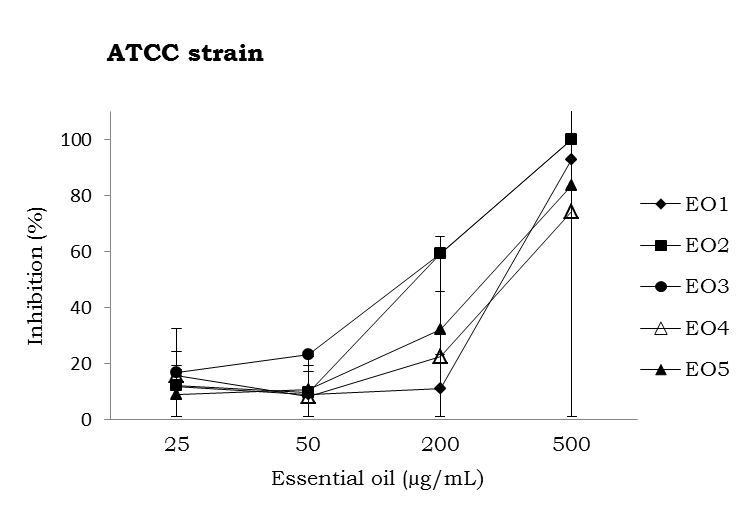 ATCC strain
Inhibition (%)
100
80
60
40
20
0
25 50 200 500
Essential oil (µg/mL)
EO1
EO2
EO3
EO4
EO5